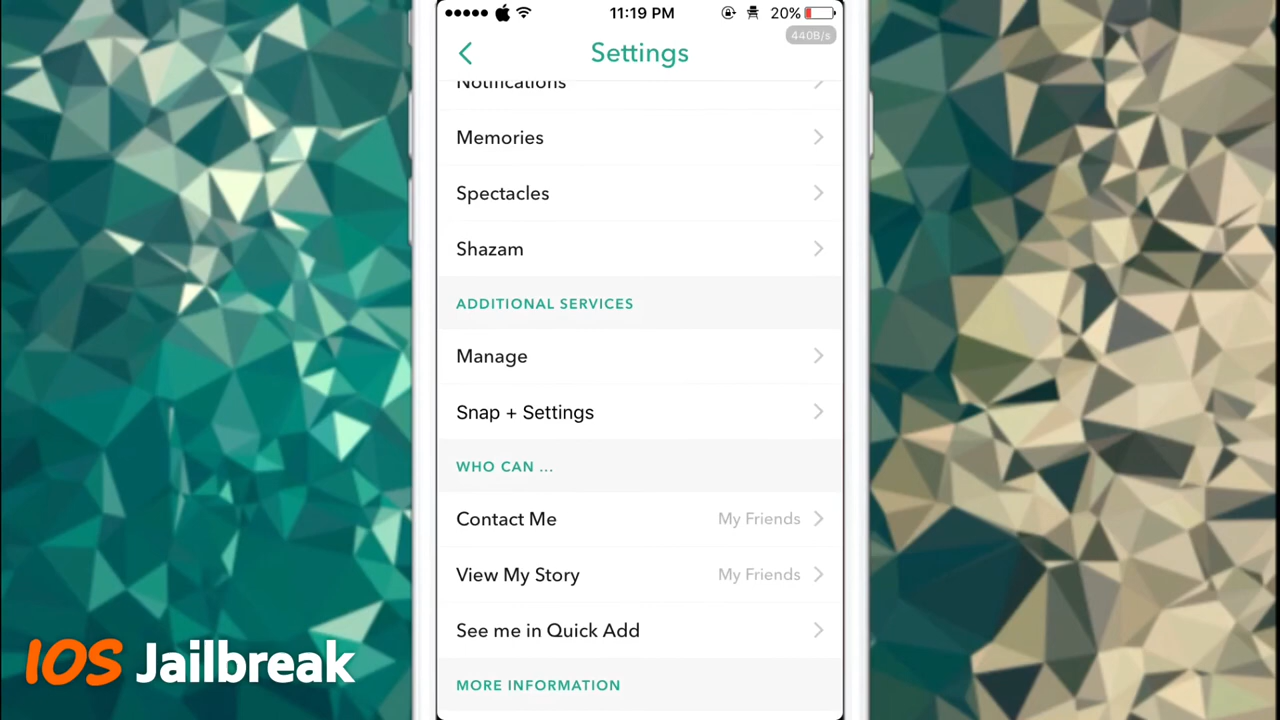 11:19 PM
20%
440B/s
Settings
Notifications
Memories
Spectacles
Shazam
ADDITIONAL SERVICES
Manage
Snap + Settings
WHO CAN ...
Contact Me My Friends
View My Story My Friends
See me in Quick Add
MORE INFORMATION
IOS Jailbreak